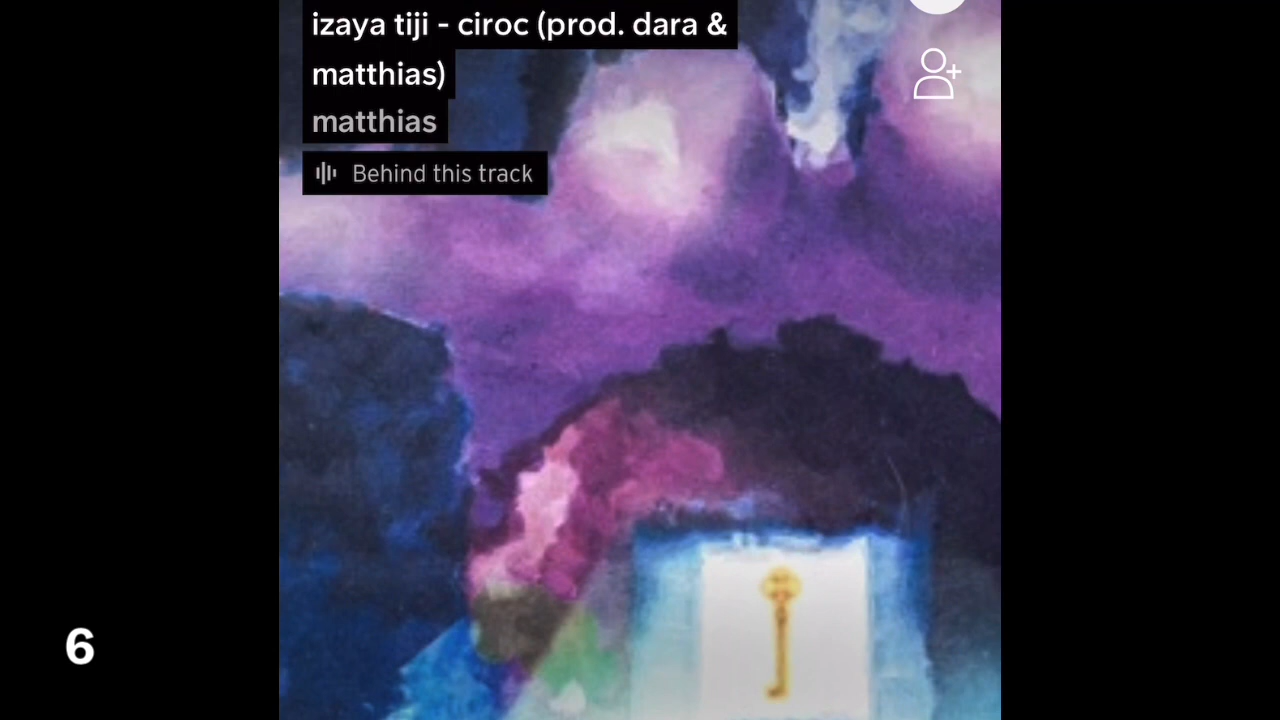 izaya tiji - ciroc (prod. dara &
matthias)
matthias
Behind this track
6